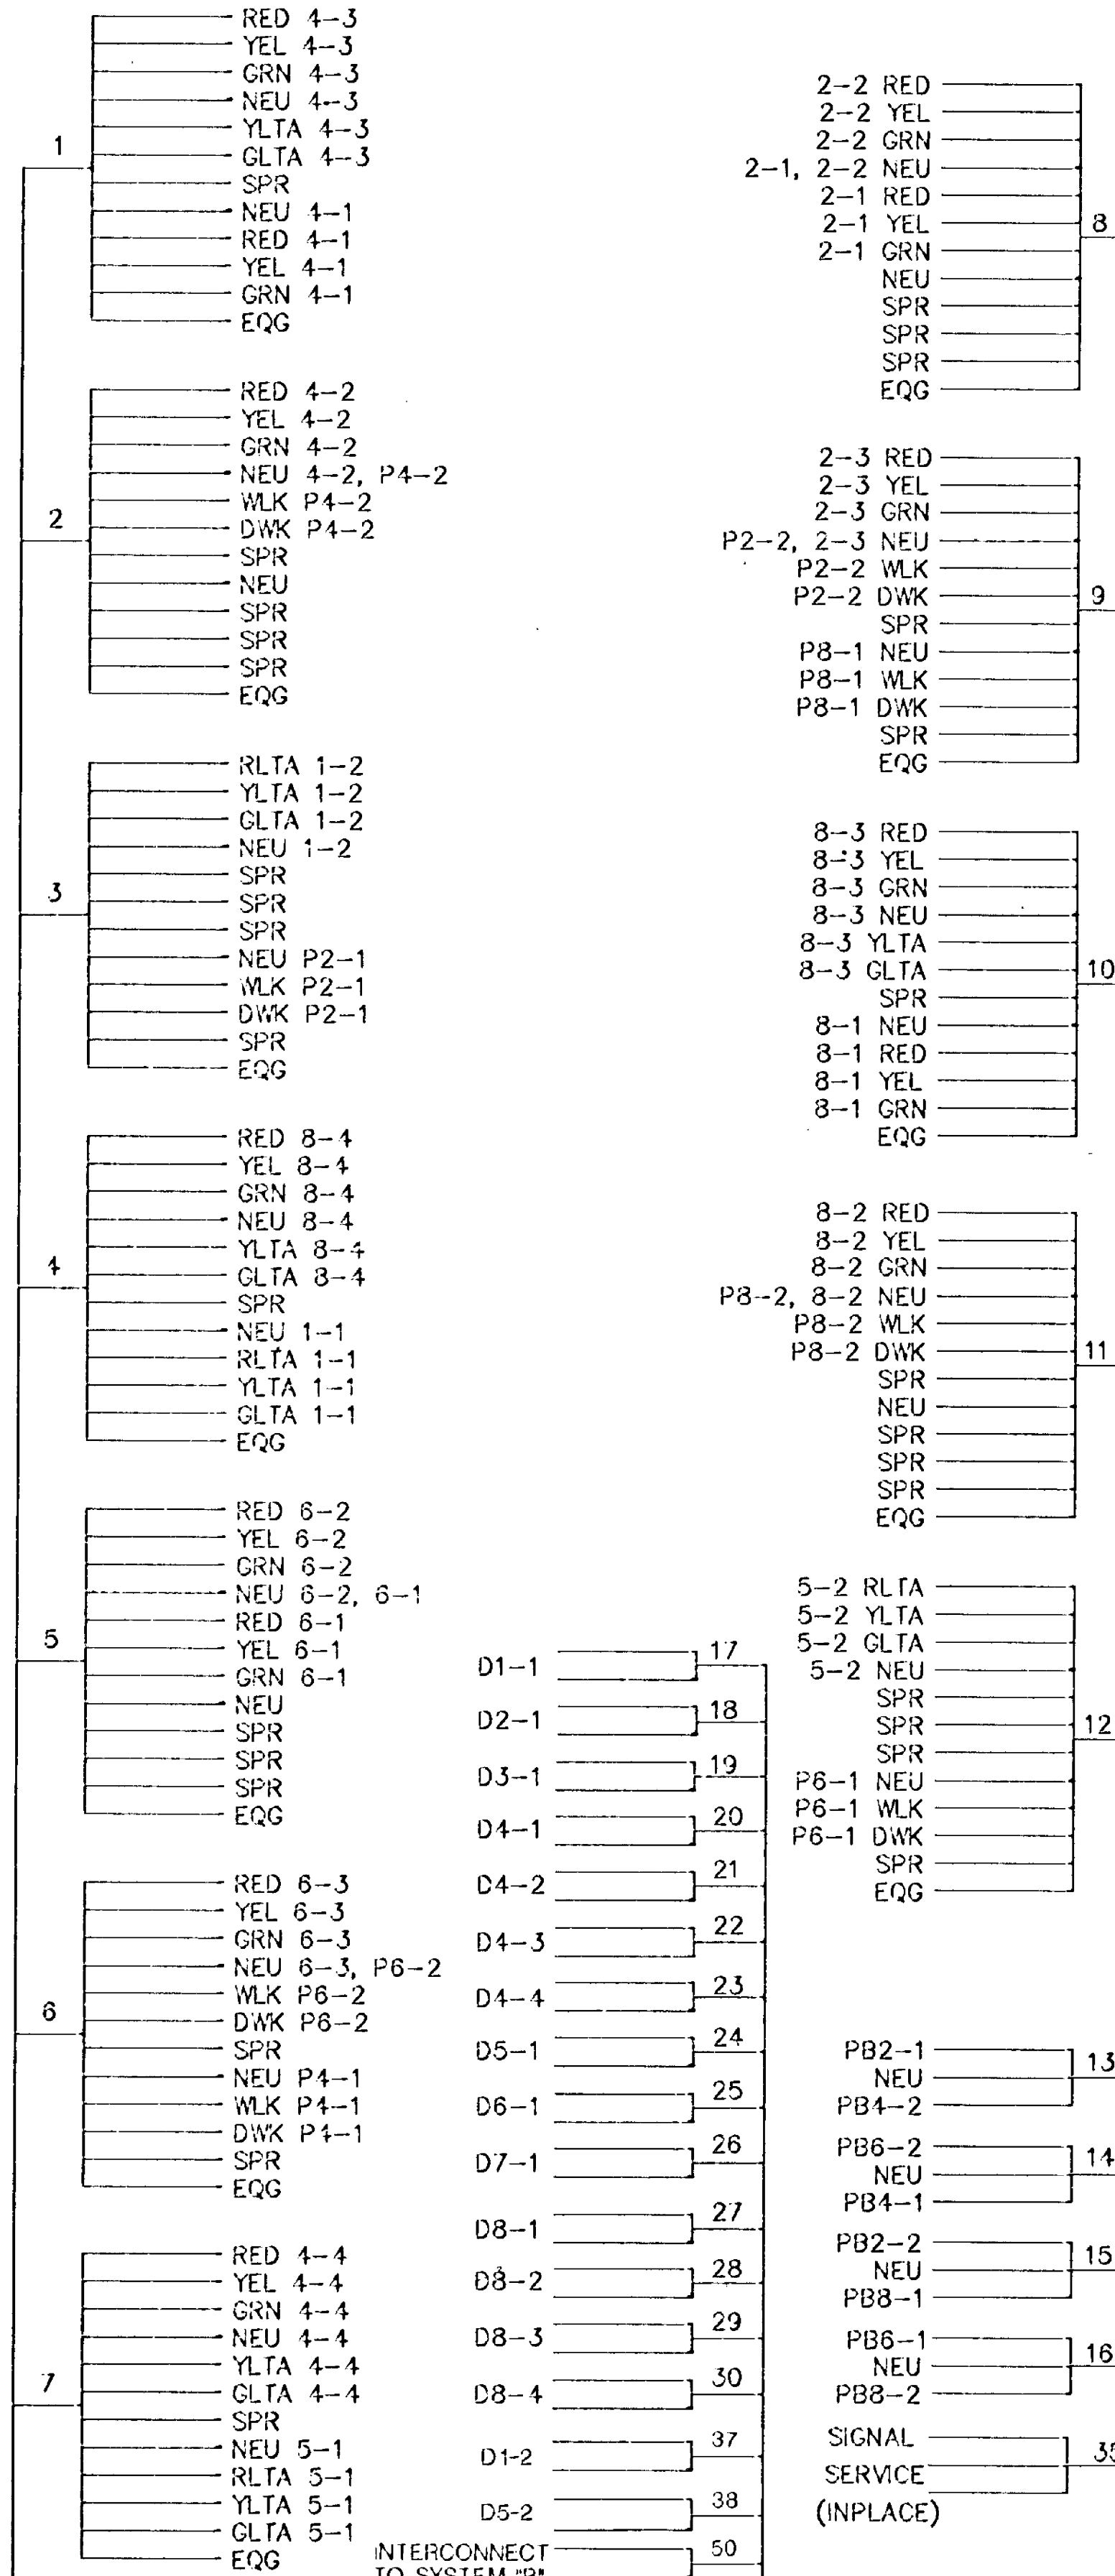 RED 4-3
YEL 4-3
GRN 4-3
NEU 4-3
YLTA 4-3
GLTA 4-3
SPR
NEU 4-1
RED 4-1
YEL 4-1
GRN 4-1
EQG
1
RED 4-2
YEL 4-2
GRN 4-2
NEU 4-2, P4-2
WLK P4-2
DWK P4-2
SPR
NEU
SPR
SPR
SPR
EQG
2
RLTA 1-2
YLTA 1-2
GLTA 1-2
NEU 1-2
SPR
SPR
SPR
NEU P2-1
WLK P2-1
DWK P2-1
SPR
EQG
3
RED 8-4
YEL 8-4
GRN 8-4
NEU 8-4
YLTA 8-4
GLTA 8-4
SPR
NEU 1-1
RLTA 1-1
YLTA 1-1
GLTA 1-1
EQG
4
RED 6-2
YEL 6-2
GRN 6-2
NEU 6-2, 6-1
RED 6-1
YEL 6-1
GRN 6-1
NEU
SPR
SPR
SPR
EQG
5
RED 6-3
YEL 6-3
GRN 6-3
NEU 6-3, P6-2
WLK P6-2
DWK P6-2
SPR
NEU P4-1
WLK P4-1
DWK P4-1
SPR
EQG
6
RED 4-4
YEL 4-4
GRN 4-4
NEU 4-4
YLTA 4-4
GLTA 4-4
SPR
NEU 5-1
RLTA 5-1
YLTA 5-1
GLTA 5-1
EQG
7
D1-1 17
D2-1 18
D3-1 19
D4-1 20
D4-2 21
D4-3 22
D4-4 23
D5-1 24
D6-1 25
D7-1 26
D8-1 27
D8-2 28
D8-3 29
D8-4 30
D1-2 37
D5-2 38
INTERCONNECT 50
TO SYSTEM "B"
2-2 RED
2-2 YEL
2-2 GRN
2-1, 2-2 NEU
2-1 RED
2-1 YEL
2-1 GRN
NEU
SPR
SPR
SPR
EQG
8
2-3 RED
2-3 YEL
2-3 GRN
P2-2, 2-3 NEU
P2-2 WLK
P2-2 DWK
SPR
P8-1 NEU
P8-1 WLK
P8-1 DWK
SPR
EQG
9
8-3 RED
8-3 YEL
8-3 GRN
8-3 NEU
8-3 YLTA
8-3 GLTA
SPR
8-1 NEU
8-1 RED
8-1 YEL
8-1 GRN
EQG
10
8-2 RED
8-2 YEL
8-2 GRN
P8-2, 8-2 NEU
P8-2 WLK
P8-2 DWK
SPR
NEU
SPR
SPR
SPR
EQG
11
5-2 RLTA
5-2 YLTA
5-2 GLTA
5-2 NEU
SPR
SPR
SPR
P6-1 NEU
P6-1 WLK
P6-1 DWK
SPR
EQG
12
PB2-1
NEU
PB4-2
13
PB6-2
NEU
PB4-1
14
PB2-2
NEU
PB8-1
15
PB6-1
NEU
PB8-2
16
SIGNAL
SERVICE
(INPLACE)
35